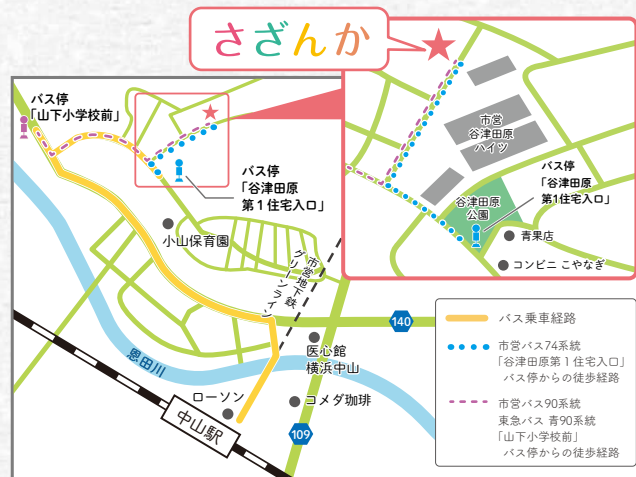 さざんか
バス停
「山下小学校前」
バス停
「谷津田原
第１住宅入口」
小山保育園
市営地下鉄
グリーンライン
恩田川
140
医心館
横浜中山
ローソン
コメダ珈琲
中山駅
109
市営
谷津田原
ハイツ
バス停
「谷津田原
第1住宅入口」
谷津田原
公園
青果店
コンビニ こやなぎ
バス乗車経路
市営バス74系統
「谷津田原第１住宅入口」
バス停からの徒歩経路
市営バス90系統
東急バス 青90系統
「山下小学校前」
バス停からの徒歩経路